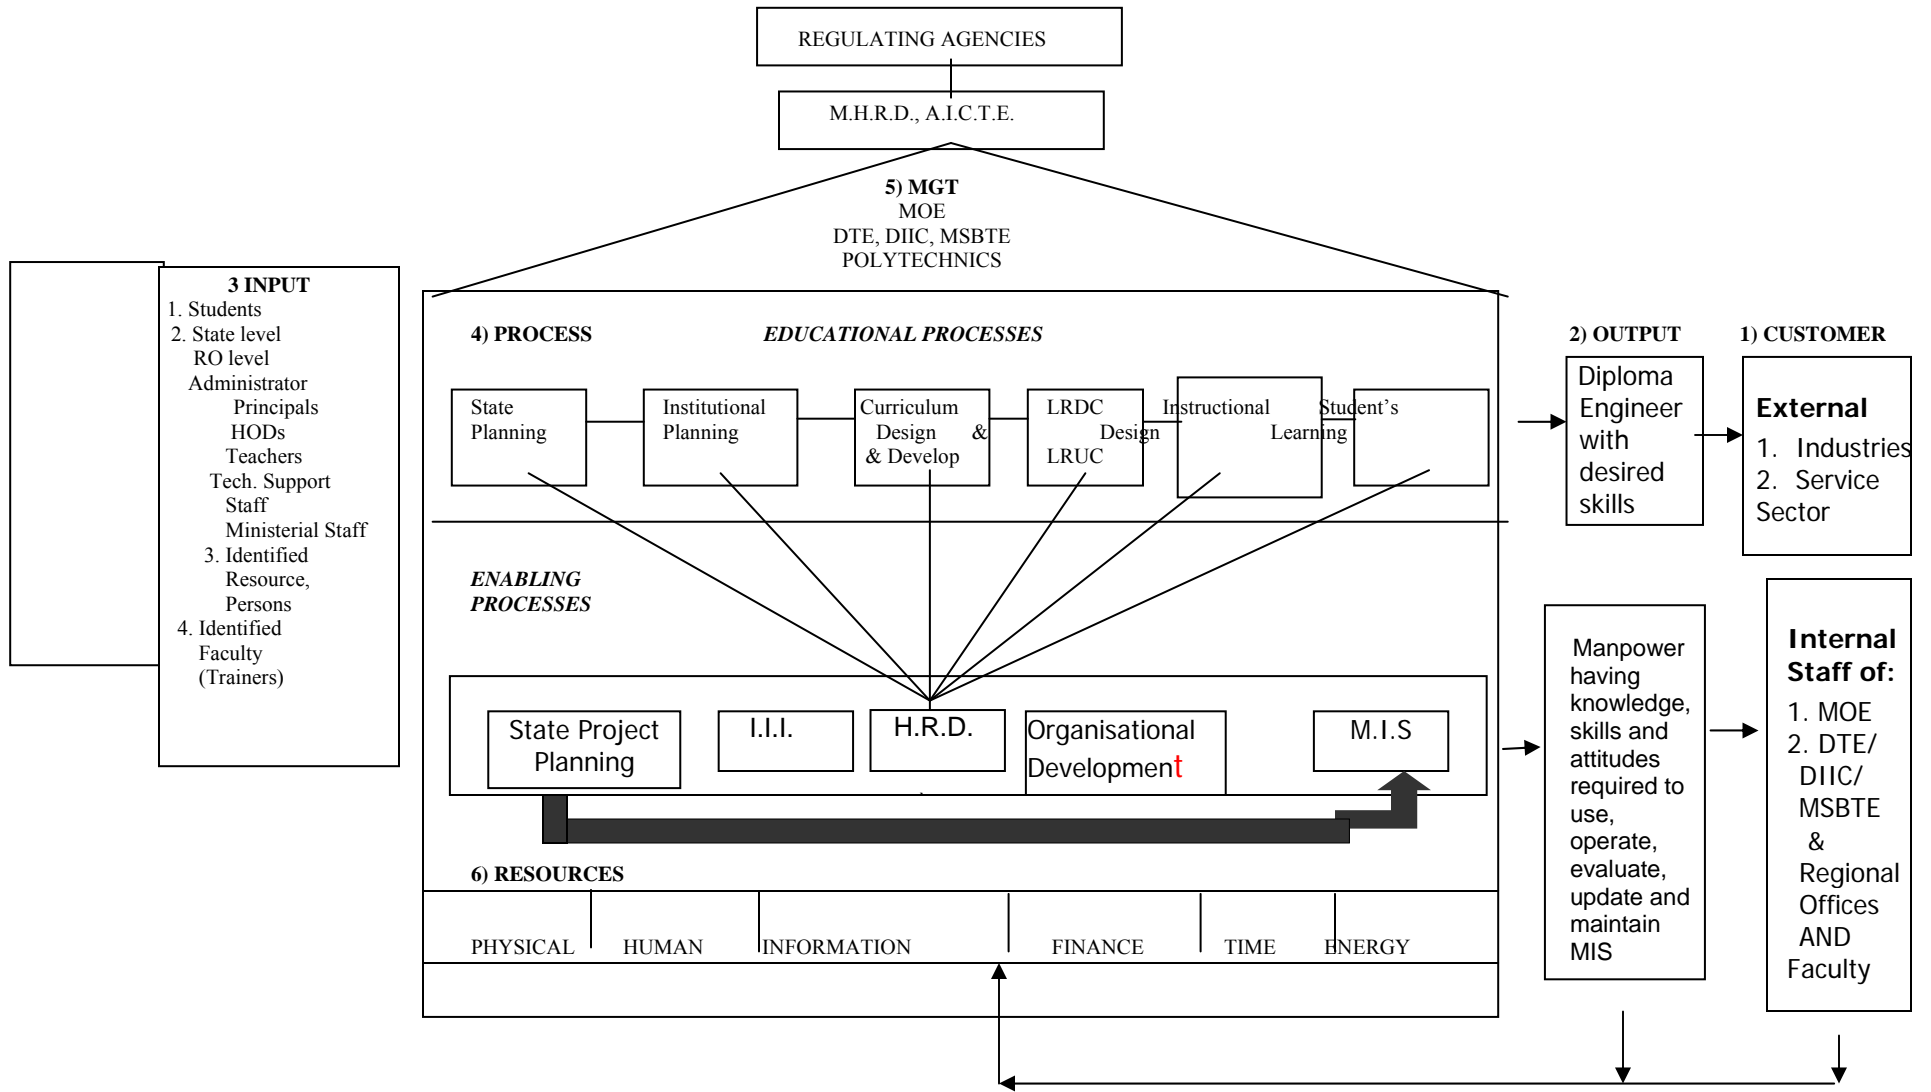 REGULATING AGENCIES
M.H.R.D., A.I.C.T.E.
5) MGT
MOE
DTE, DIIC, MSBTE
POLYTECHNICS
3 INPUT
1. Students
2. State level
RO level
Administrator
Principals
HODs
Teachers
Tech. Support
Staff
Ministerial Staff
3. Identified
Resource,
Persons
4. Identified
Faculty
(Trainers)
4) PROCESS EDUCATIONAL PROCESSES
State
Planning
Institutional
Planning
Curriculum
Design &
& Develop
LRDC
Design
LRUC
Instructional
Learning
Student's
ENABLING
PROCESSES
State Project
Planning
I.I.I.
H.R.D.
Organisational
Development
M.I.S
6) RESOURCES
PHYSICAL HUMAN INFORMATION FINANCE TIME ENERGY
2) OUTPUT
Diploma
Engineer
with
desired
skills
1) CUSTOMER
External
1. Industries
2. Service
Sector
Manpower
having
knowledge,
skills and
attitudes
required to
use,
operate,
evaluate,
update and
maintain
MIS
Internal
Staff of:
1. MOE
2. DTE/
DIIC/
MSBTE
&
Regional
Offices
AND
Faculty